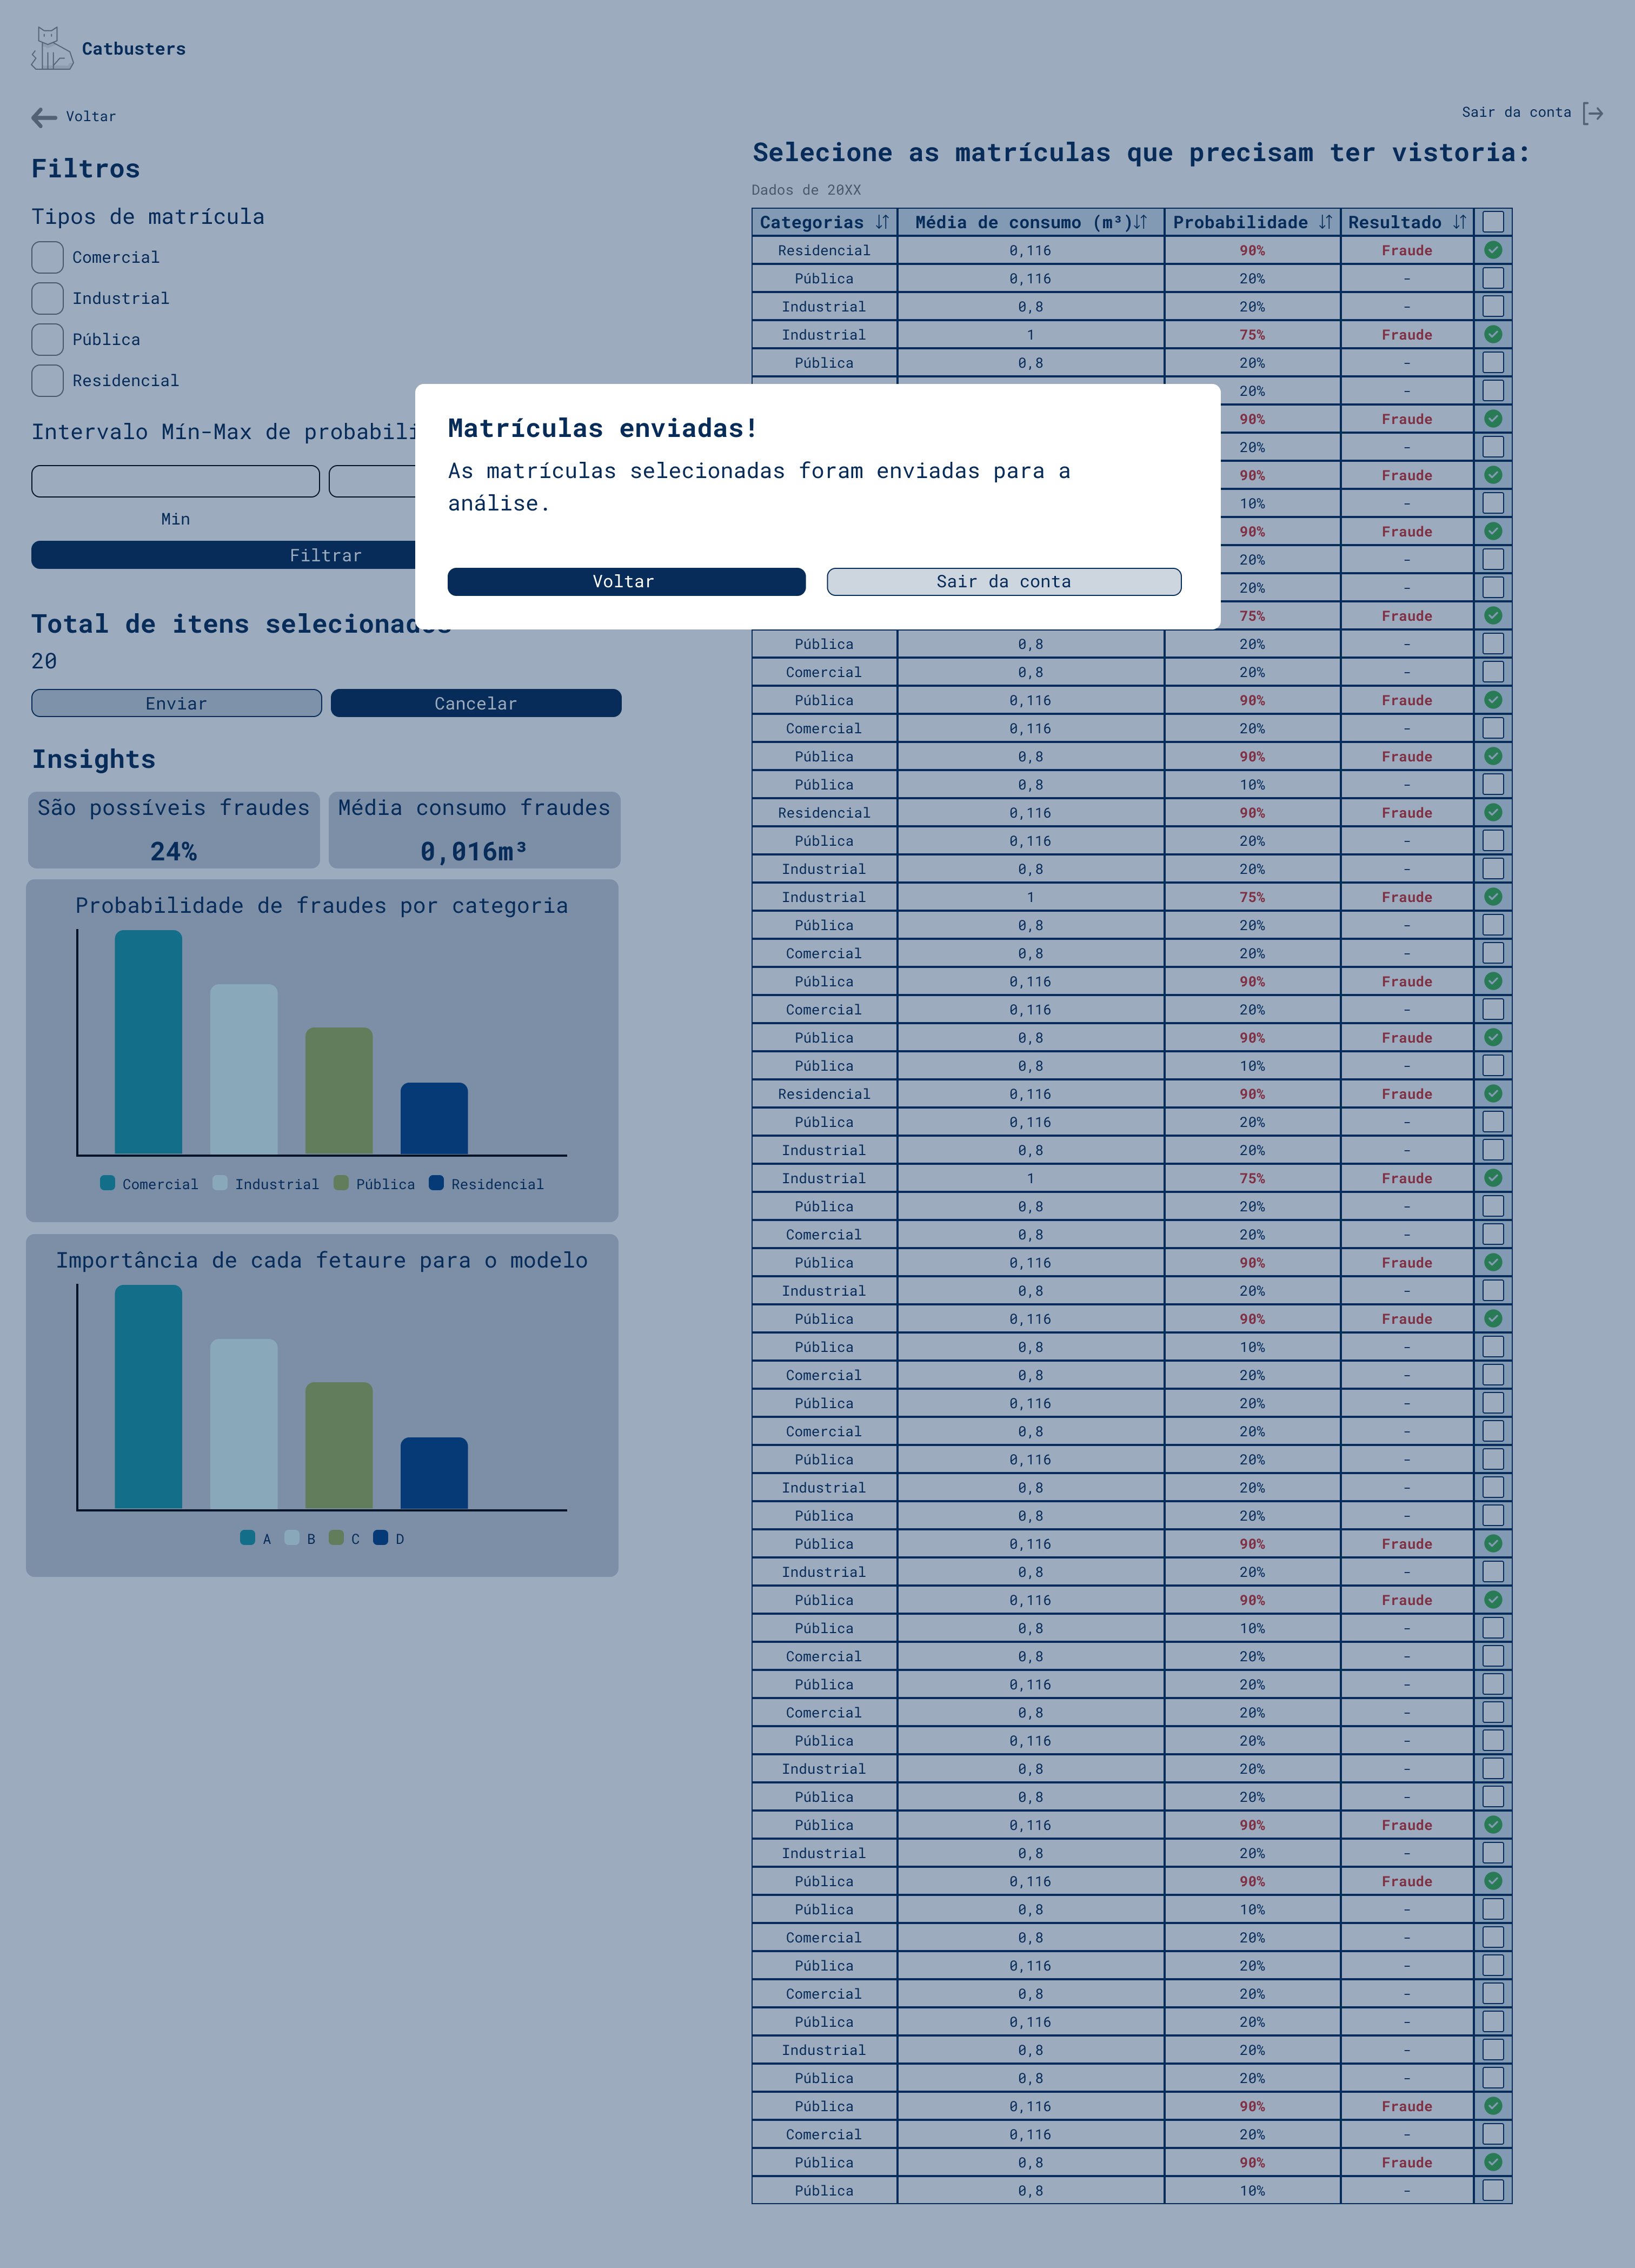 Catbusters
Voltar
Sair da conta
Filtros
Tipos de matrícula
Comercial
Industrial
Pública
Residencial
Intervalo Mín-Max de
Min
Filtrar
Total de itens selecionados
20
Enviar Cancelar
Insights
São possíveis fraudes Média consumo fraudes
24% 0,016m³
Probabilidade de fraudes por categoria
Comercial Industrial Pública Residencial
Importância de cada fetaure para o modelo
A B C D
Matrículas enviadas!
As matrículas selecionadas foram enviadas para a
análise.
Voltar Sair da conta
Selecione as matrículas que precisam ter vistoria:
Dados de 20XX
Categorias Média de consumo (m³) Probabilidade Resultado
Residencial 0,116 90% Fraude
Pública 0,116 20% -
Industrial 0,8 20% -
Industrial 1 75% Fraude
Pública 0,8 20% -
20% -
90% Fraude
20% -
90% Fraude
10% -
90% Fraude
20% -
20% -
75% Fraude
Pública 0,8 20% -
Comercial 0,8 20% -
Pública 0,116 90% Fraude
Comercial 0,116 20% -
Pública 0,8 90% Fraude
Pública 0,8 10% -
Residencial 0,116 90% Fraude
Pública 0,116 20% -
Industrial 0,8 20% -
Industrial 1 75% Fraude
Pública 0,8 20% -
Comercial 0,8 20% -
Pública 0,116 90% Fraude
Comercial 0,116 20% -
Pública 0,8 90% Fraude
Pública 0,8 10% -
Residencial 0,116 90% Fraude
Pública 0,116 20% -
Industrial 0,8 20% -
Industrial 1 75% Fraude
Pública 0,8 20% -
Comercial 0,8 20% -
Pública 0,116 90% Fraude
Industrial 0,8 20% -
Pública 0,116 90% Fraude
Pública 0,8 10% -
Comercial 0,8 20% -
Pública 0,116 20% -
Comercial 0,8 20% -
Pública 0,116 20% -
Industrial 0,8 20% -
Pública 0,8 20% -
Pública 0,116 90% Fraude
Industrial 0,8 20% -
Pública 0,116 90% Fraude
Pública 0,8 10% -
Comercial 0,8 20% -
Pública 0,116 20% -
Comercial 0,8 20% -
Pública 0,116 20% -
Industrial 0,8 20% -
Pública 0,8 20% -
Pública 0,116 90% Fraude
Industrial 0,8 20% -
Pública 0,116 90% Fraude
Pública 0,8 10% -
Comercial 0,8 20% -
Pública 0,116 20% -
Comercial 0,8 20% -
Pública 0,116 20% -
Industrial 0,8 20% -
Pública 0,8 20% -
Pública 0,116 90% Fraude
Comercial 0,116 20% -
Pública 0,8 90% Fraude
Pública 0,8 10% -